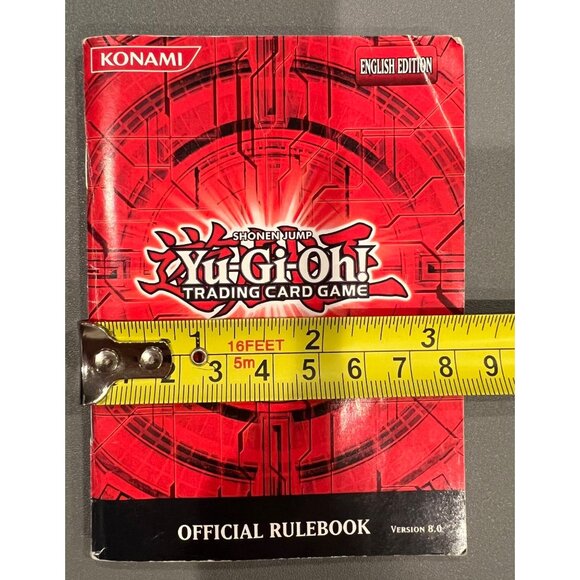 KONAMI
ENGLISH EDITION
SHONEN JUMP
Yu-Gi-Oh!
TRADING CARD GAME
1 2 3
16FEET
5m
2 3 4 5 6 7 8 9
OFFICIAL RULEBOOK VERSION 8.0